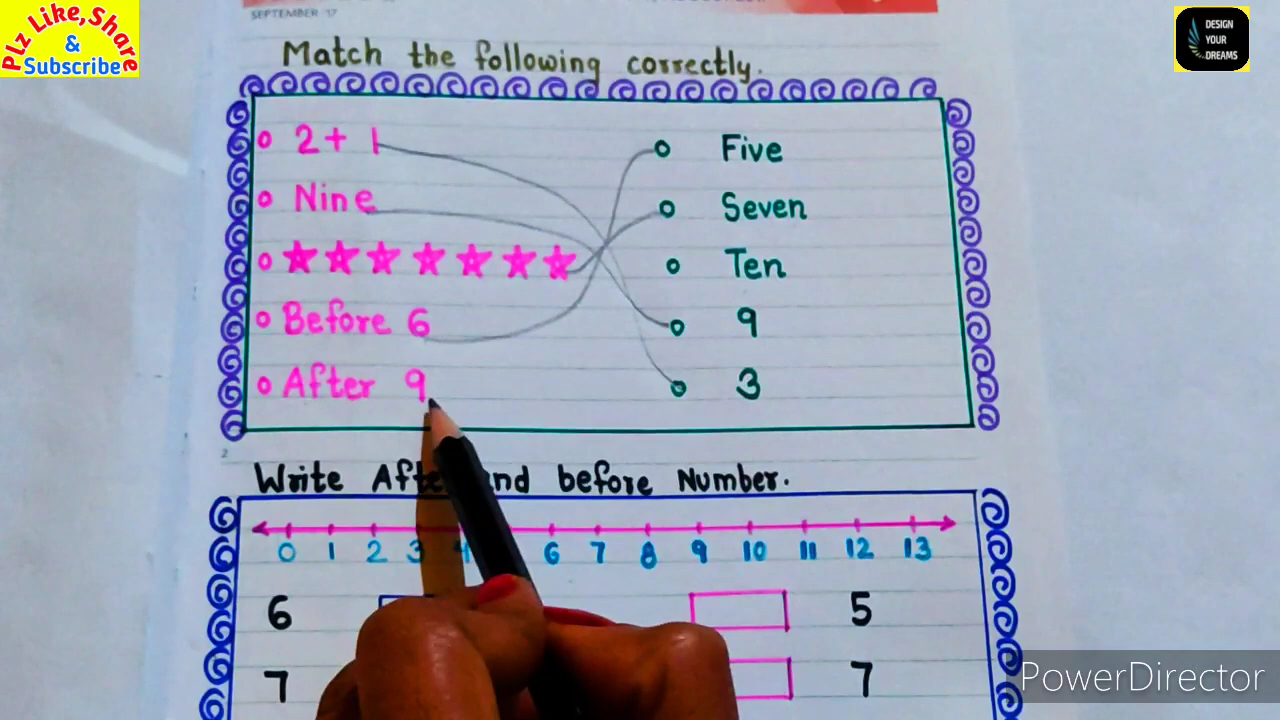 Plz Like, Share
&
Subscribe
SEPTEMBER '17
DESIGN
YOUR
DREAMS
Match the following correctly.
2 + 1 Five
Nine Seven
Ten
Before 6 9
After 9 3
2
Write After and before Number.
0 1 2 3 4 6 7 8 9 10 11 12 13
6 5
7 7
PowerDirector